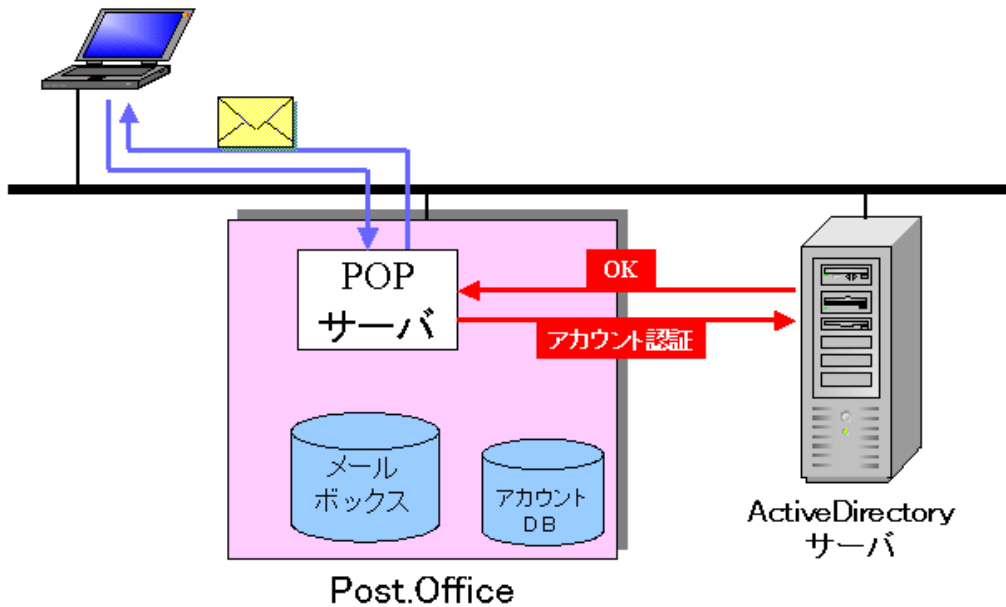 POP
サーバ
OK
アカウント認証
メール
ボックス
アカウント
DB
ActiveDirectory
サーバ
Post.Office